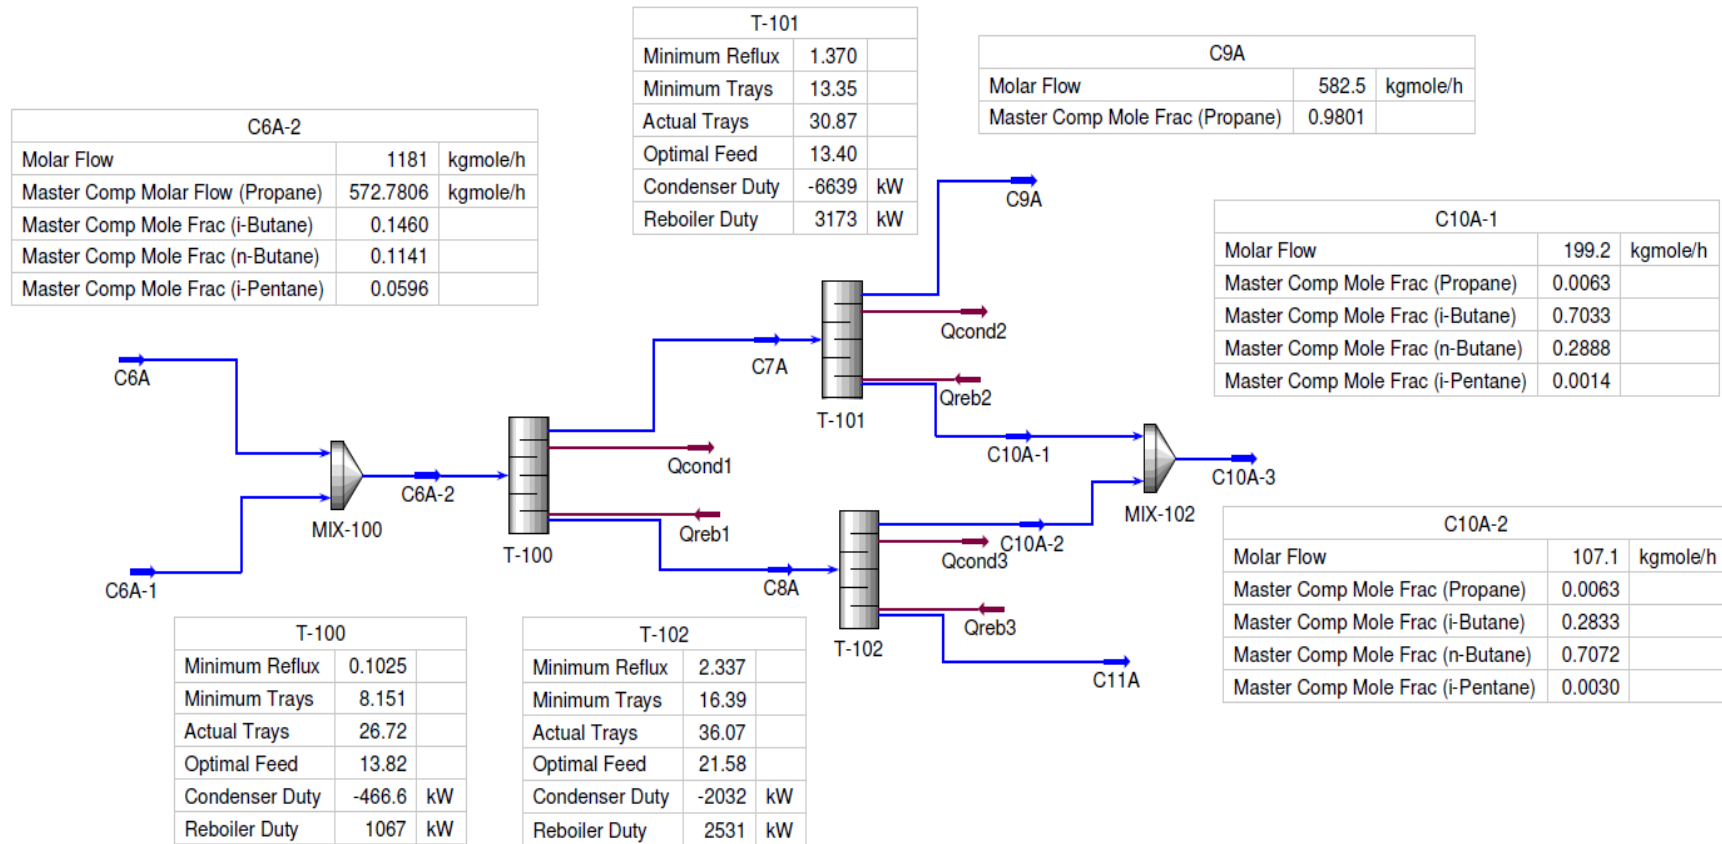 T-101
Minimum Reflux 1.370
Minimum Trays 13.35
Actual Trays 30.87
Optimal Feed 13.40
Condenser Duty -6639 kW
Reboiler Duty 3173 kW
C9A
Molar Flow 582.5 kgmole/h
Master Comp Mole Frac (Propane) 0.9801
C6A-2
Molar Flow 1181 kgmole/h
Master Comp Molar Flow (Propane) 572.7806 kgmole/h
Master Comp Mole Frac (i-Butane) 0.1460
Master Comp Mole Frac (n-Butane) 0.1141
Master Comp Mole Frac (i-Pentane) 0.0596
C9A
C10A-1
Molar Flow 199.2 kgmole/h
Master Comp Mole Frac (Propane) 0.0063
Master Comp Mole Frac (i-Butane) 0.7033
Master Comp Mole Frac (n-Butane) 0.2888
Master Comp Mole Frac (i-Pentane) 0.0014
Qcond2
C7A
C6A
Qreb2
T-101
C10A-1
Qcond1
C6A-2
C10A-3
MIX-102
MIX-100
Qreb1
T-100
C10A-2
Qcond3
C8A
C6A-1
Qreb3
T-102
C11A
C10A-2
Molar Flow 107.1 kgmole/h
Master Comp Mole Frac (Propane) 0.0063
Master Comp Mole Frac (i-Butane) 0.2833
Master Comp Mole Frac (n-Butane) 0.7072
Master Comp Mole Frac (i-Pentane) 0.0030
T-100
Minimum Reflux 0.1025
Minimum Trays 8.151
Actual Trays 26.72
Optimal Feed 13.82
Condenser Duty -466.6 kW
Reboiler Duty 1067 kW
T-102
Minimum Reflux 2.337
Minimum Trays 16.39
Actual Trays 36.07
Optimal Feed 21.58
Condenser Duty -2032 kW
Reboiler Duty 2531 kW